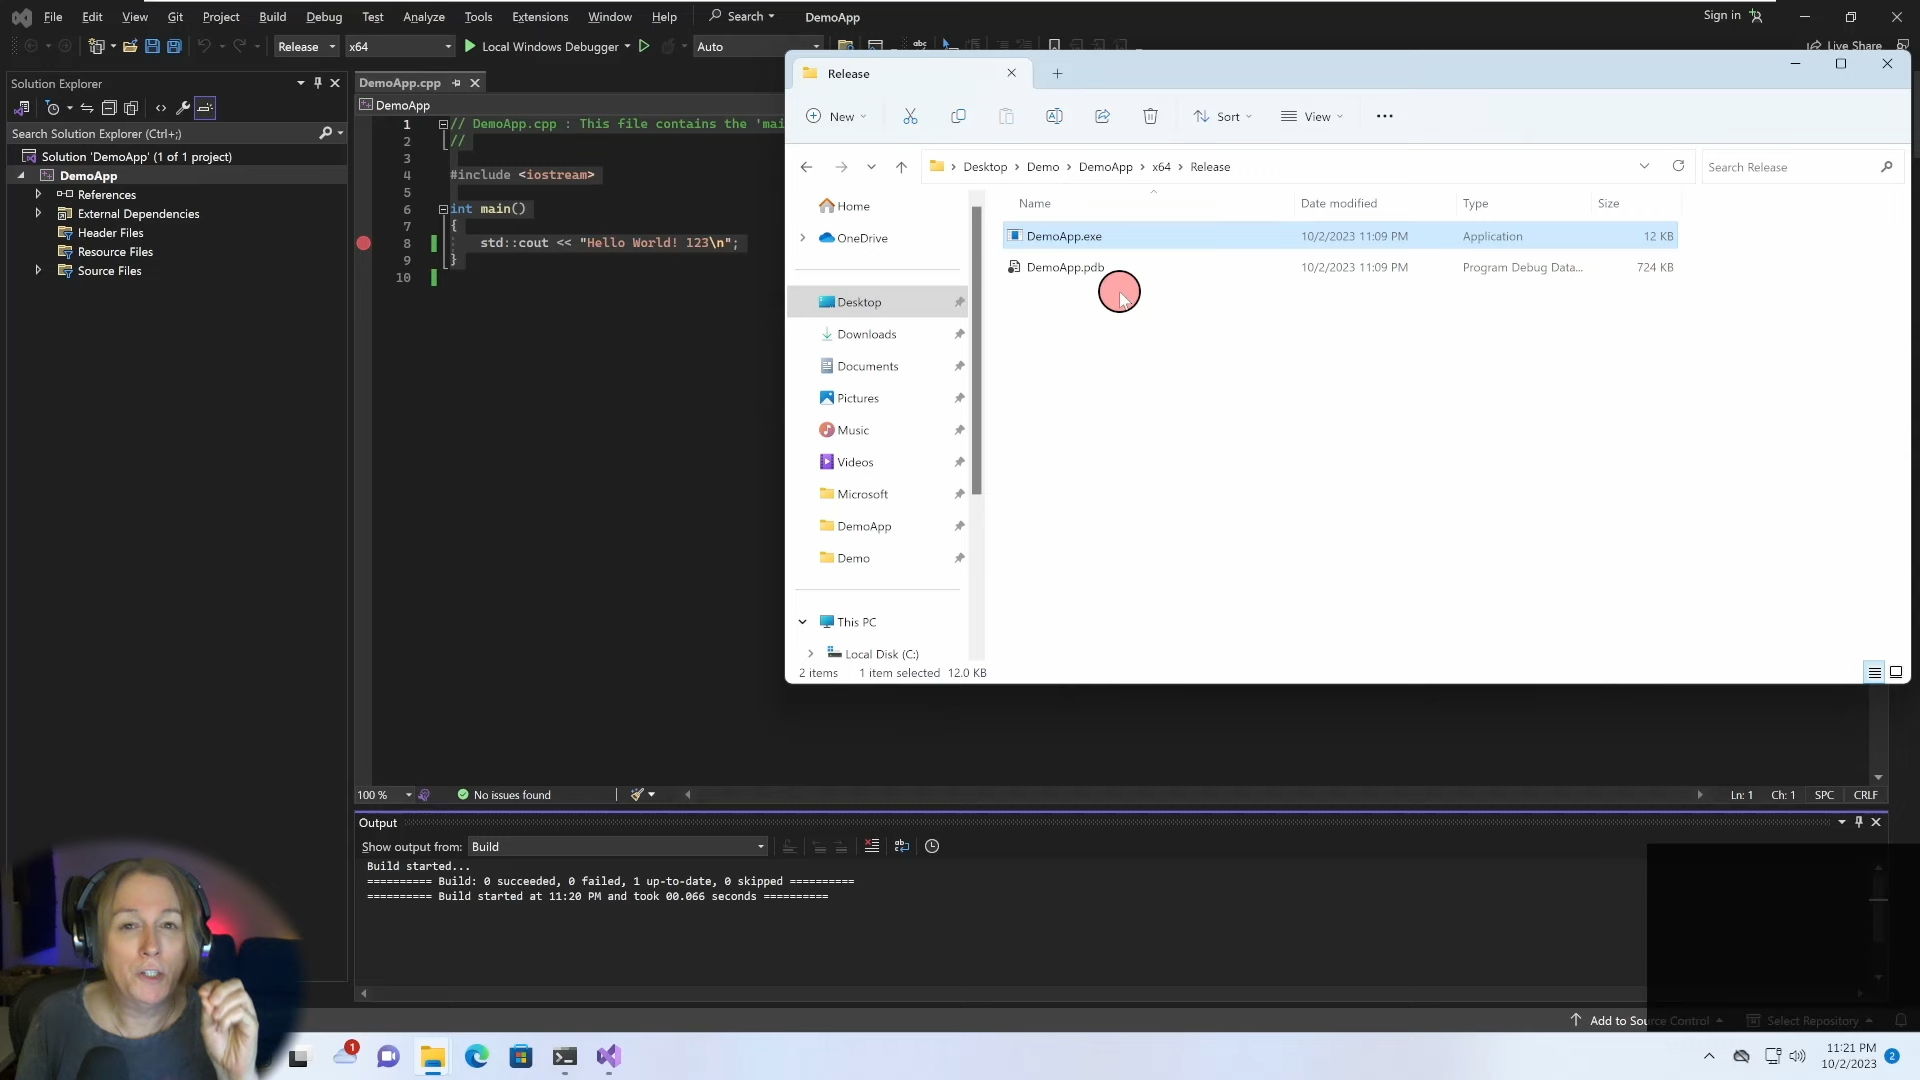 File Edit View Git Project Build Debug Test Analyze Tools Extensions Window Help Search DemoApp Sign in
Release x64 Local Windows Debugger Auto Live Share
Solution Explorer
Search Solution Explorer (Ctrl+;)
Solution 'DemoApp' (1 of 1 project)
DemoApp
References
External Dependencies
Header Files
Resource Files
Source Files
DemoApp.cpp
DemoApp
1 // DemoApp.cpp : This file contains the 'mai
2 //
3
4 #include <iostream>
5
6 int main()
7 {
8 std::cout << "Hello World! 123\n";
9 }
10
Release
New Sort View
Desktop Demo DemoApp x64 Release
Search Release
Home
OneDrive
Desktop
Downloads
Documents
Pictures
Music
Videos
Microsoft
DemoApp
Demo
This PC
Local Disk (C:)
Name Date modified Type Size
DemoApp.exe 10/2/2023 11:09 PM Application 12 KB
DemoApp.pdb 10/2/2023 11:09 PM Program Debug Data... 724 KB
2 items 1 item selected 12.0 KB
100 % No issues found Ln: 1 Ch: 1 SPC CRLF
Output
Show output from: Build
Build started...
========== Build: 0 succeeded, 0 failed, 1 up-to-date, 0 skipped ==========
========== Build started at 11:20 PM and took 00.066 seconds ==========
Add to Source Control Select Repository
1
11:21 PM
10/2/2023
2